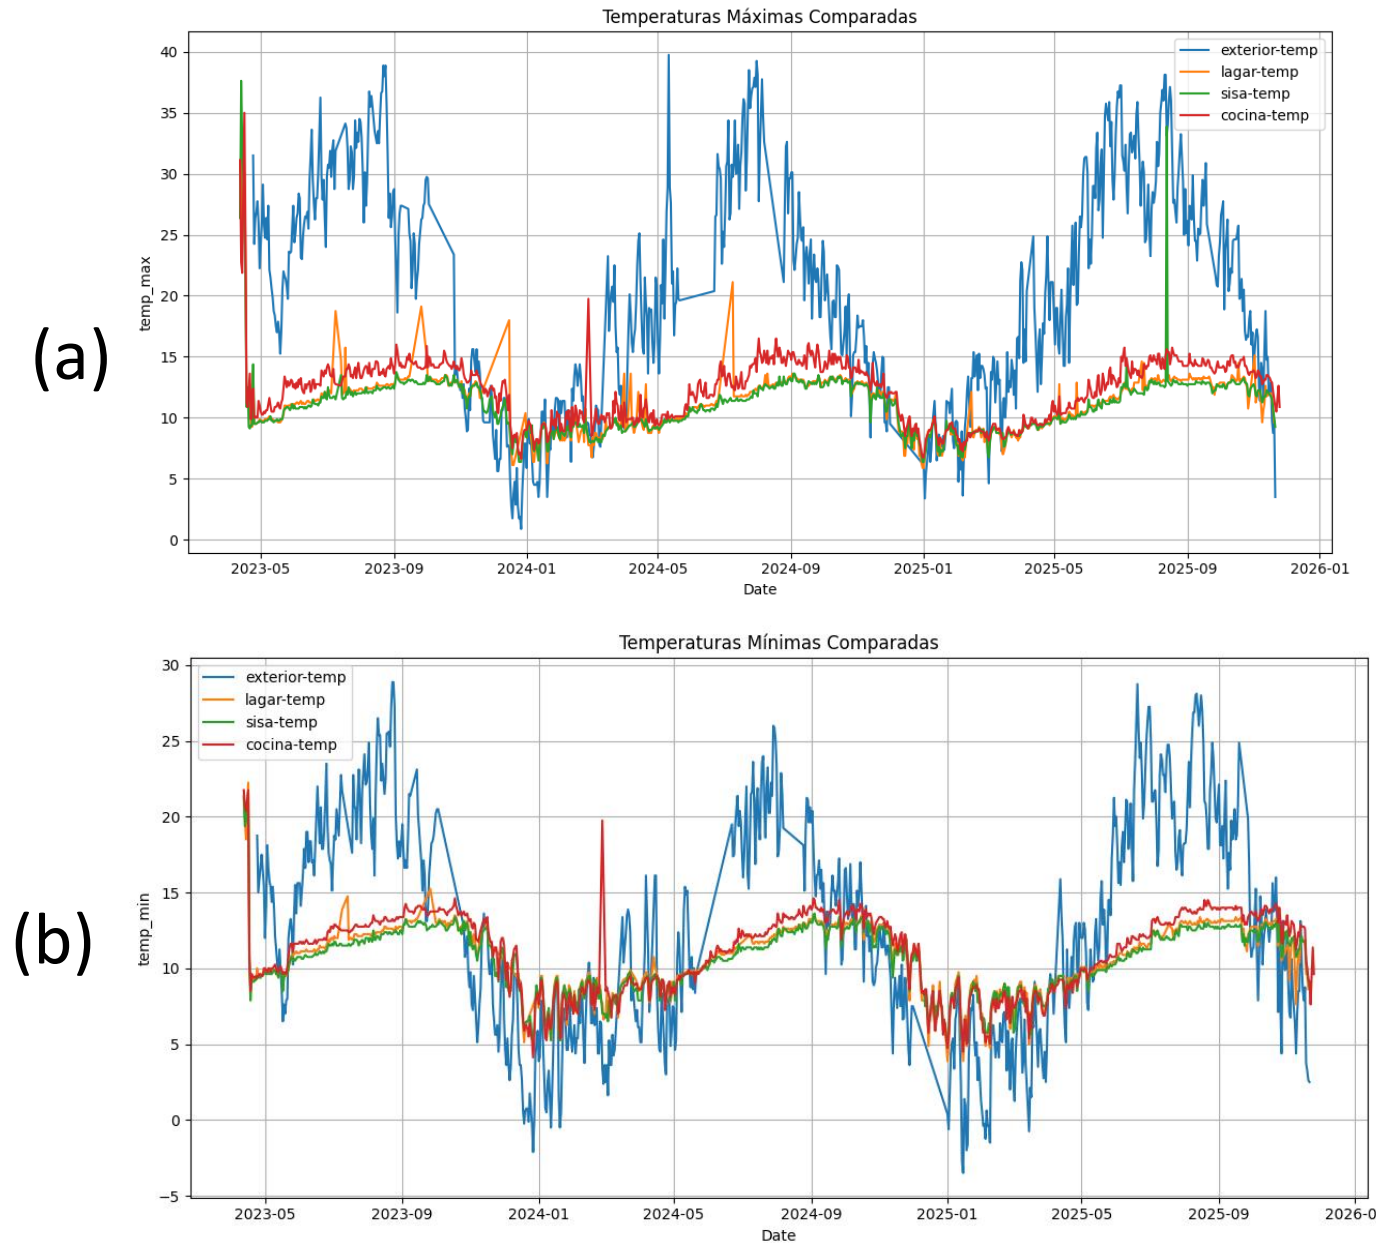 (a)
Temperaturas Máximas Comparadas
temp_max
40
35
30
25
20
15
10
5
0
exterior-temp
lagar-temp
sisa-temp
cocina-temp
2023-05 2023-09 2024-01 2024-05 2024-09 2025-01 2025-05 2025-09 2026-01
Date
(b)
Temperaturas Mínimas Comparadas
temp_min
30
25
20
15
10
5
0
−5
exterior-temp
lagar-temp
sisa-temp
cocina-temp
2023-05 2023-09 2024-01 2024-05 2024-09 2025-01 2025-05 2025-09 2026-0
Date